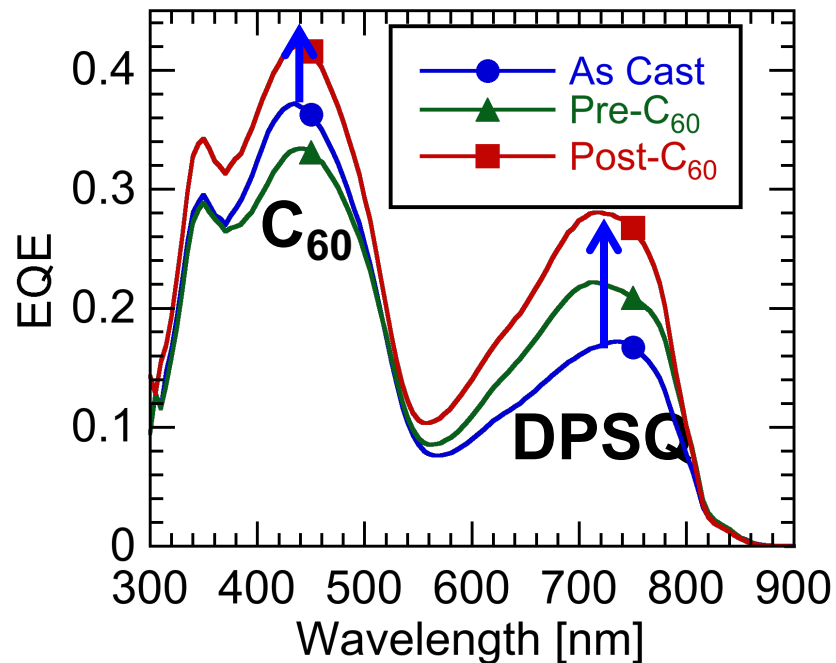 0.4
0.3
0.2
0.1
0
EQE
As Cast
Pre-C₆₀
Post-C₆₀
C₆₀
DPSQ
300 400 500 600 700 800 900
Wavelength [nm]